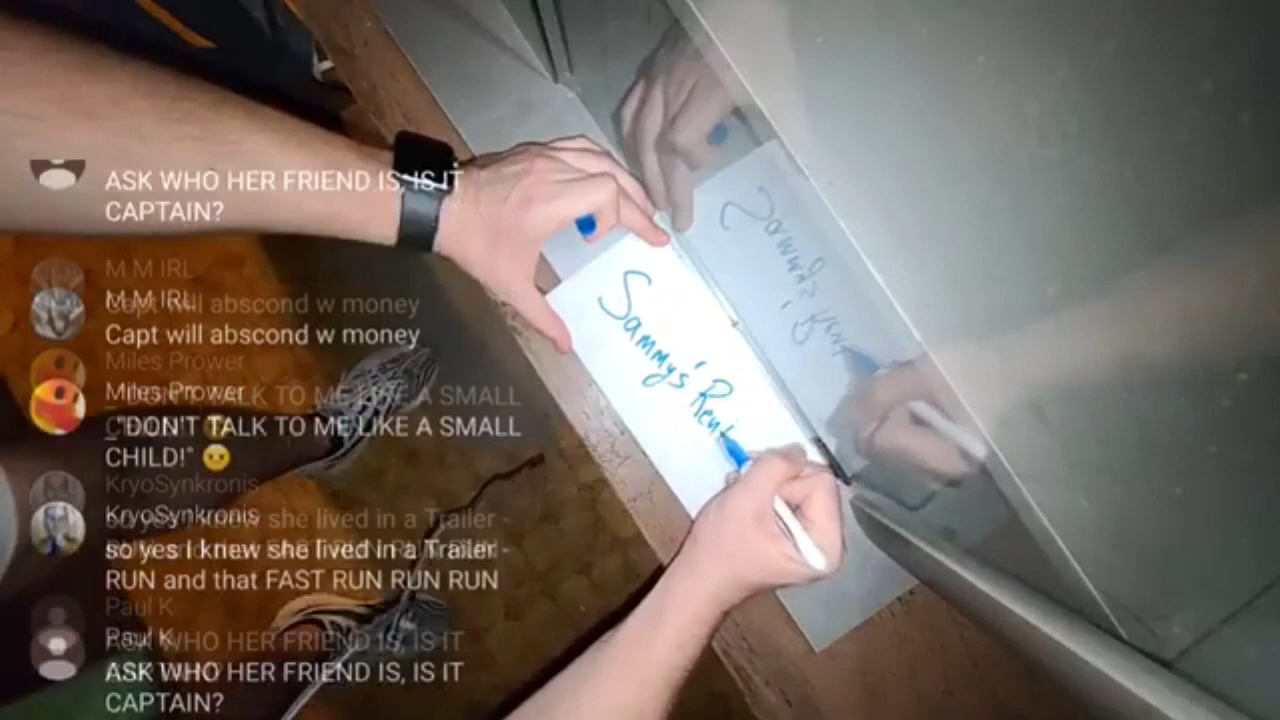 ASK WHO HER FRIEND IS, IS IT
CAPTAIN?
M M IRL
Capt will abscond w money
Miles Prower
"DON'T TALK TO ME LIKE A SMALL
CHILD!" 😠
KryoSynkronis
so yes I knew she lived in a Trailer -
RUN and that FAST RUN RUN RUN
Paul K
ASK WHO HER FRIEND IS, IS IT
CAPTAIN?
Sammy's Rent